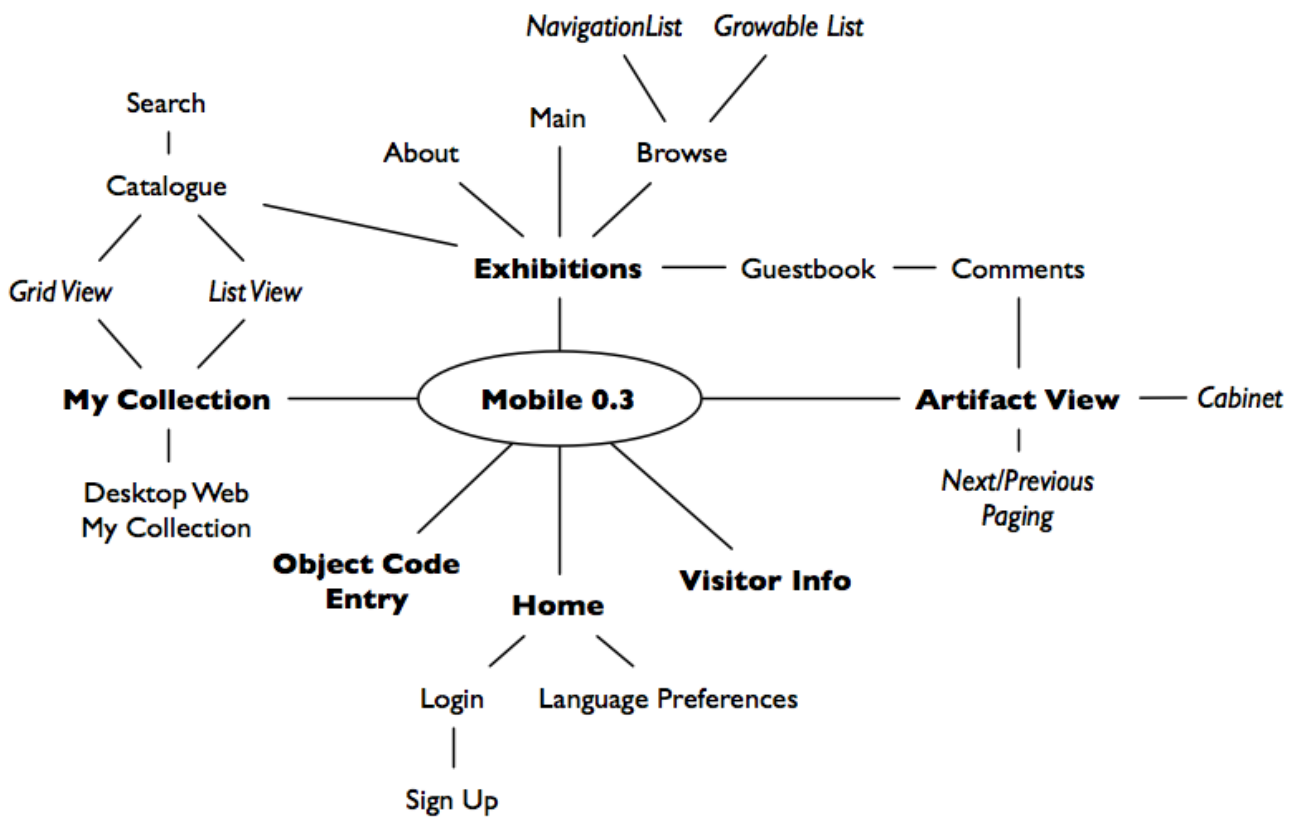 NavigationList
Growable List
Search
Main
About
Browse
Catalogue
Exhibitions
Guestbook
Comments
Grid View
List View
My Collection
Mobile 0.3
Artifact View
Cabinet
Desktop Web
My Collection
Next/Previous
Paging
Object Code
Entry
Visitor Info
Home
Login
Language Preferences
Sign Up